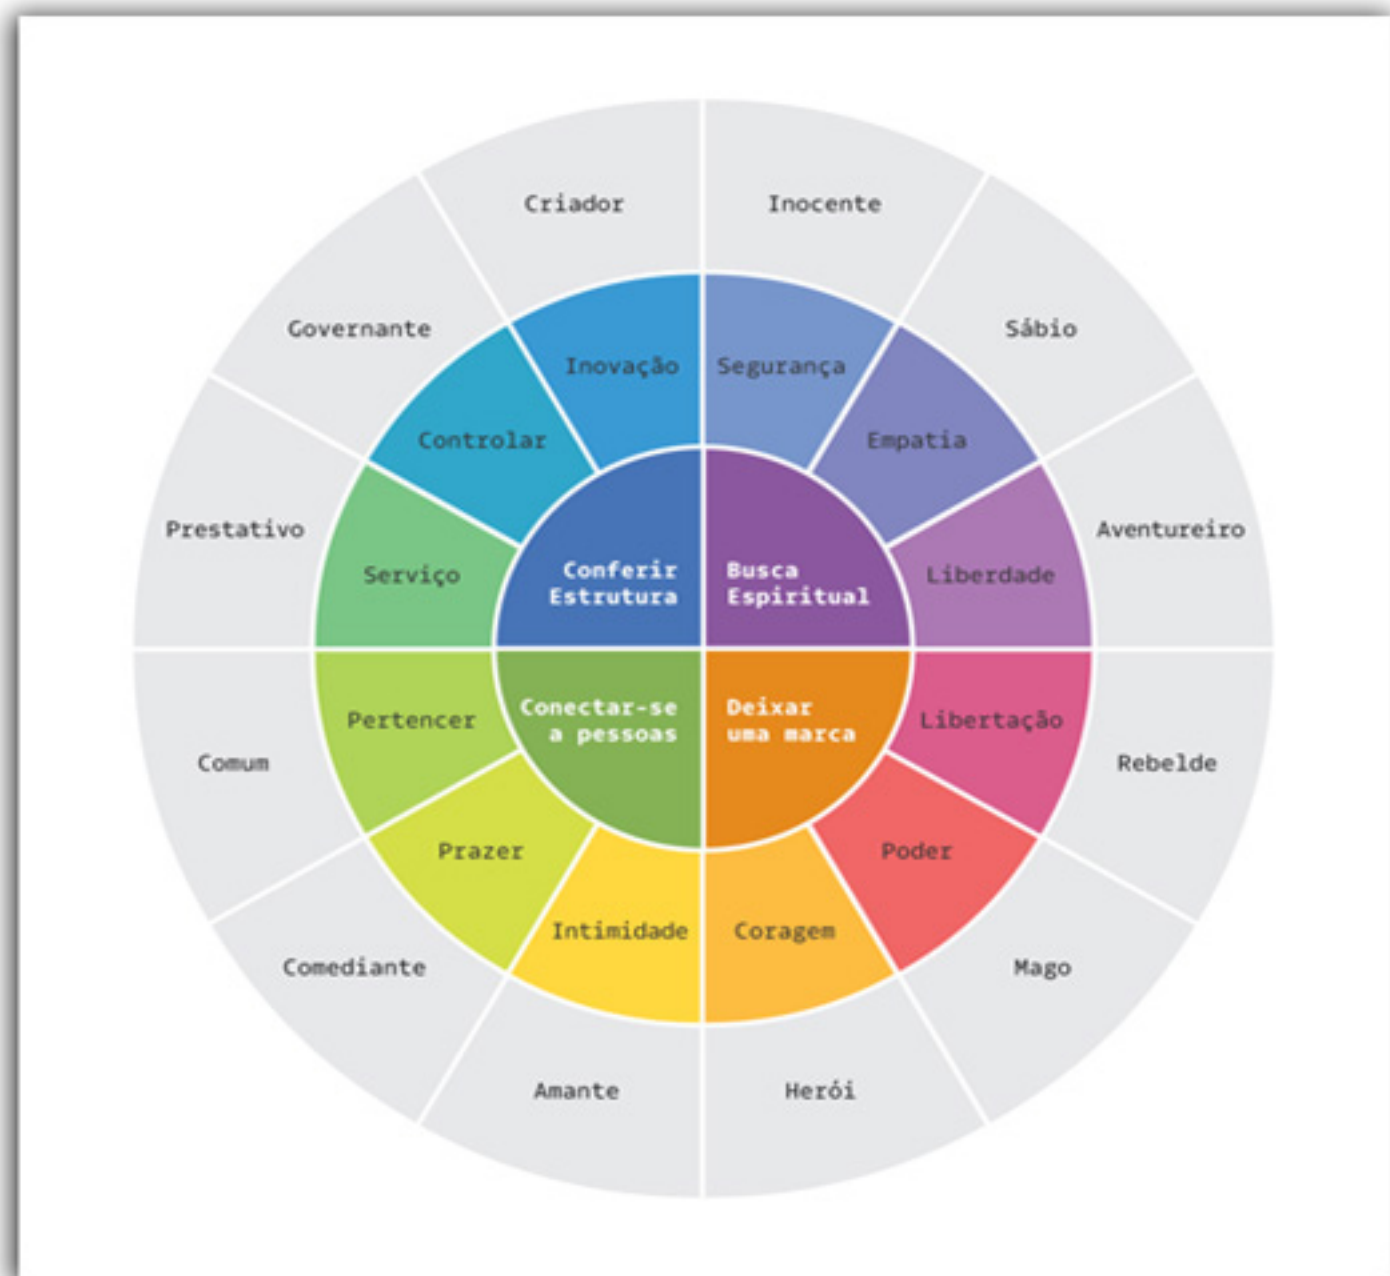 Criador
Inocente
Governante
Sábio
Inovação
Segurança
Controlar
Empatia
Prestativo
Aventureiro
Serviço
Conferir
Estrutura
Busca
Espiritual
Liberdade
Pertencer
Conectar-se
a pessoas
Deixar
uma marca
Libertação
Comum
Rebelde
Prazer
Poder
Intimidade
Coragem
Comediante
Mago
Amante
Herói